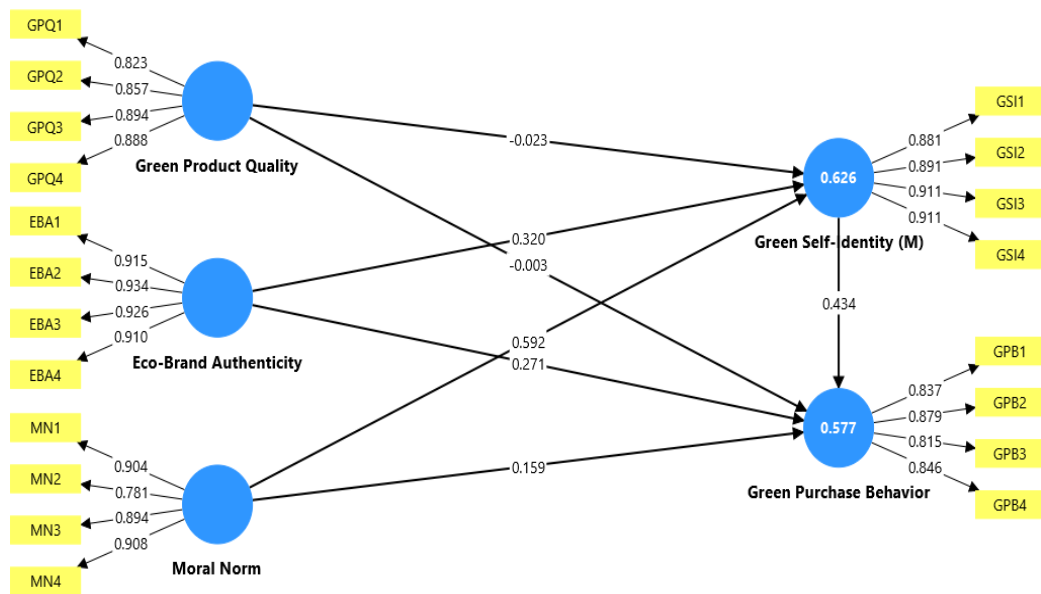 GPQ1
0.823
GPQ2
0.857
GPQ3
0.894
GPQ4
0.888
Green Product Quality
EBA1
0.915
EBA2
0.934
EBA3
0.926
EBA4
0.910
Eco-Brand Authenticity
MN1
0.904
MN2
0.781
MN3
0.894
MN4
0.908
Moral Norm
-0.023
0.320
-0.003
0.592
0.271
0.159
0.626
Green Self-Identity (M)
0.434
0.577
Green Purchase Behavior
GSI1
0.881
GSI2
0.891
GSI3
0.911
GSI4
0.911
GPB1
0.837
GPB2
0.879
GPB3
0.815
GPB4
0.846